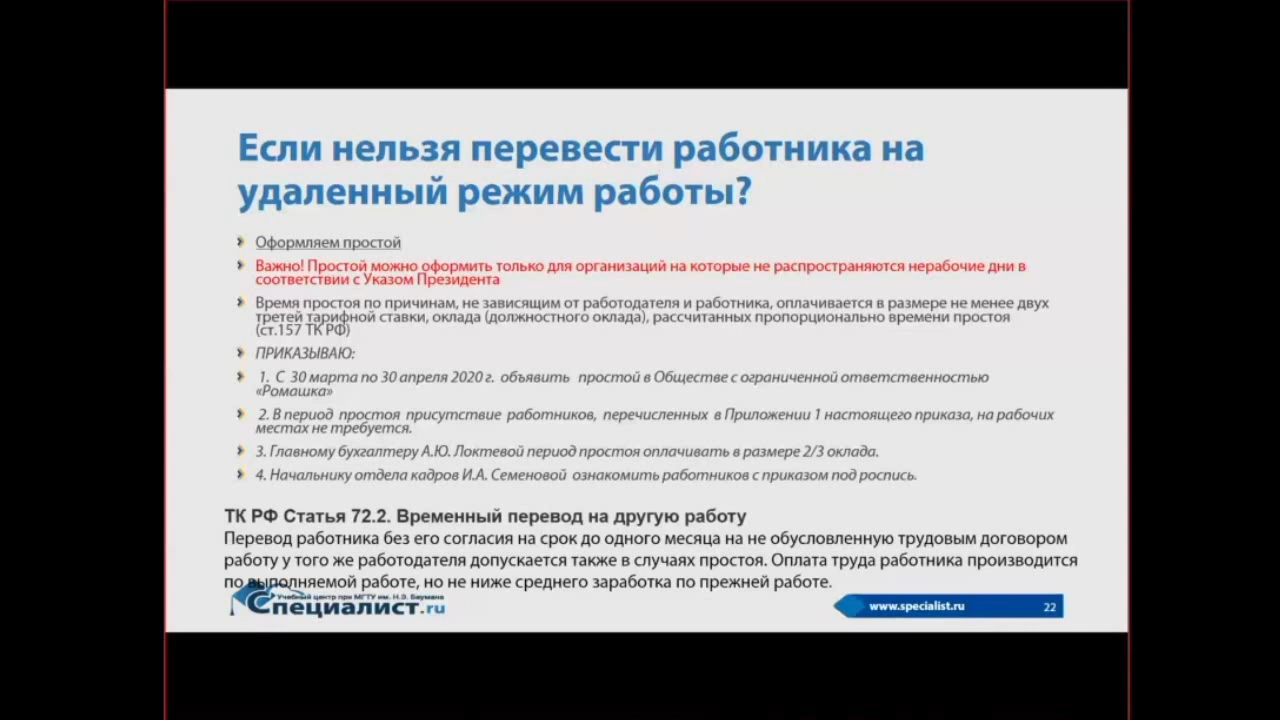 Если нельзя перевести работника на
удаленный режим работы?
Оформляем простой
Важно! Простой можно оформить только для организаций на которые не распространяются нерабочие дни в
соответствии с Указом Президента
Время простоя по причинам, не зависящим от работодателя и работника, оплачивается в размере не менее двух
третей тарифной ставки, оклада (должностного оклада), рассчитанных пропорционально времени простоя
(ст.157 ТК РФ)
ПРИКАЗЫВАЮ:
1. С 30 марта по 30 апреля 2020 г. объявить простой в Обществе с ограниченной ответственностью
«Ромашка»
2. В период простоя присутствие работников, перечисленных в Приложении 1 настоящего приказа, на рабочих
местах не требуется.
3. Главному бухгалтеру А.Ю. Локтевой период простоя оплачивать в размере 2/3 оклада.
4. Начальнику отдела кадров И.А. Семеновой ознакомить работников с приказом под роспись.
ТК РФ Статья 72.2. Временный перевод на другую работу
Перевод работника без его согласия на срок до одного месяца на не обусловленную трудовым договором
работу у того же работодателя допускается также в случаях простоя. Оплата труда работника производится
по выполняемой работе, но не ниже среднего заработка по прежней работе.
Учебный центр при МГТУ им. Н.Э. Баумана
Специалист.ru
www.specialist.ru
22